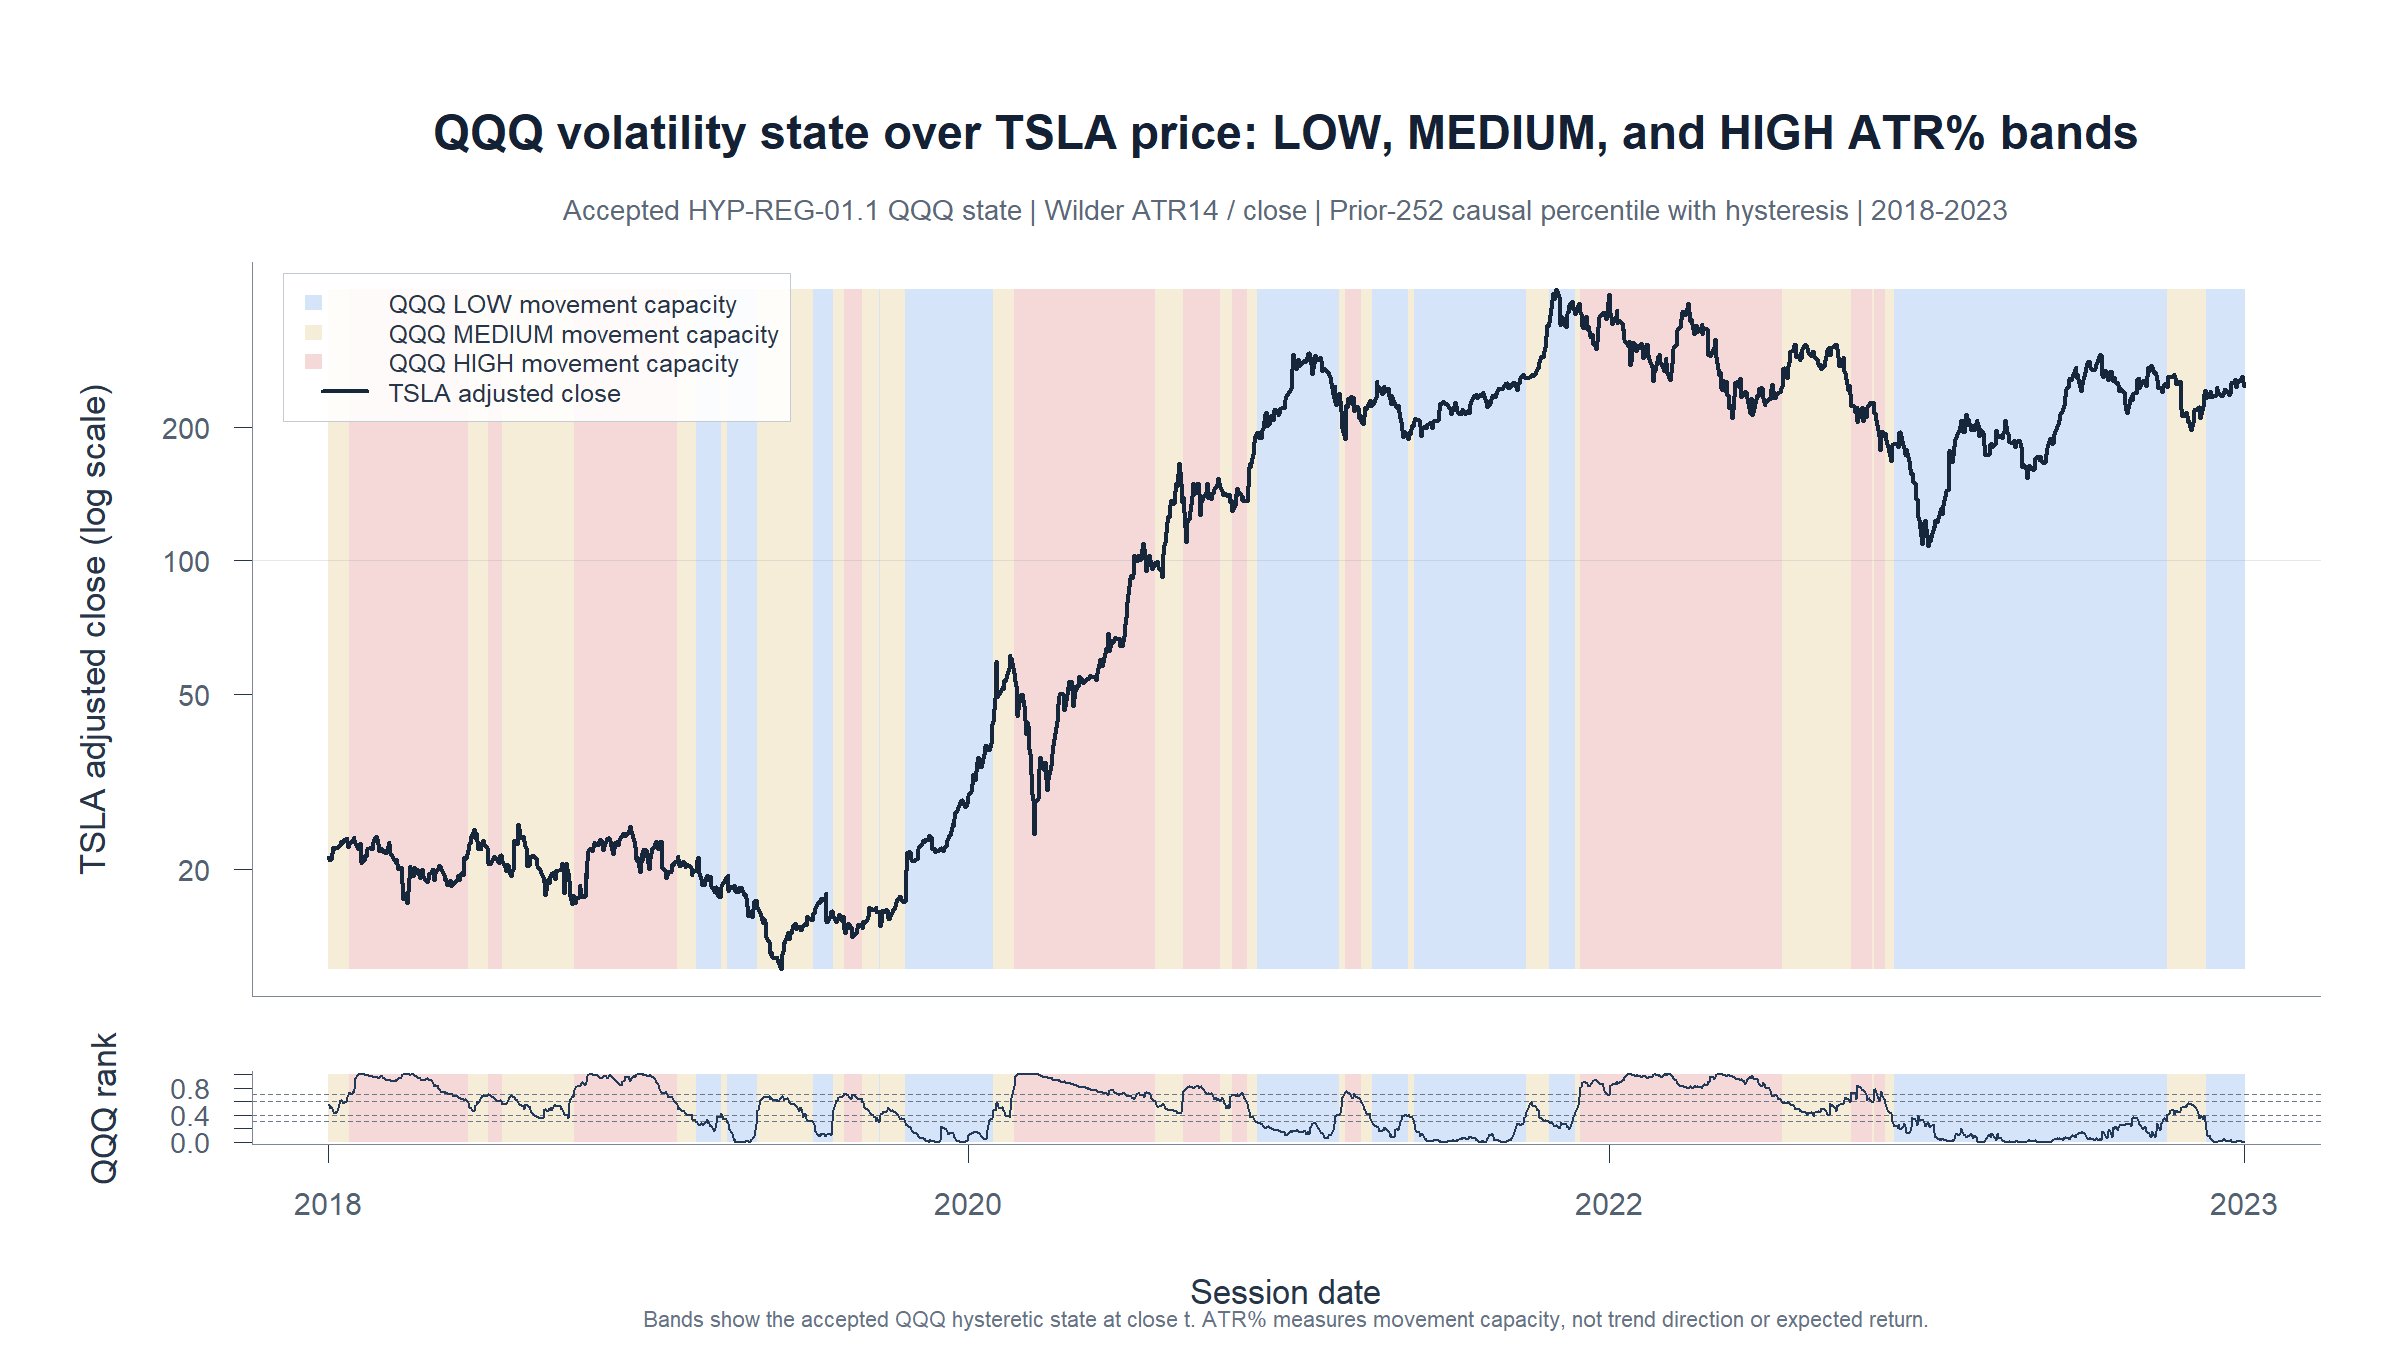 QQQ volatility state over TSLA price: LOW, MEDIUM, and HIGH ATR% bands
Accepted HYP-REG-01.1 QQQ state | Wilder ATR14 / close | Prior-252 causal percentile with hysteresis | 2018-2023
QQQ LOW movement capacity
QQQ MEDIUM movement capacity
QQQ HIGH movement capacity
TSLA adjusted close
TSLA adjusted close (log scale)
200
100
50
20
QQQ rank
0.8
0.4
0.0
2018
2020
2022
2023
Session date
Bands show the accepted QQQ hysteretic state at close t. ATR% measures movement capacity, not trend direction or expected return.